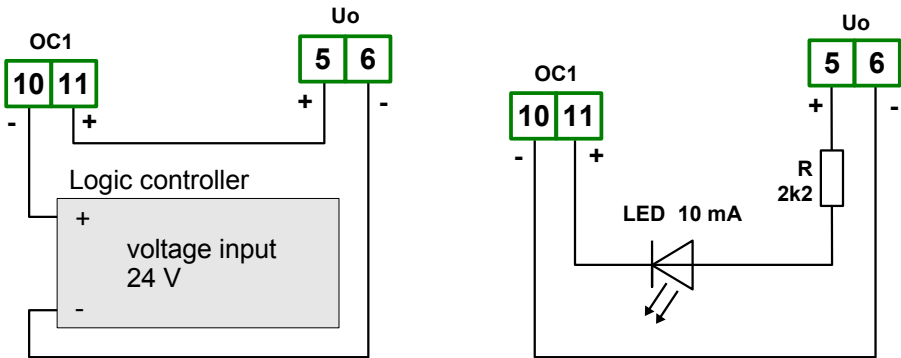 Uo
OC1
5 6
10 11
+ -
- +
Logic controller
+
voltage input
24 V
-
Uo
5 6
OC1
+ -
10 11
- +
R
2k2
LED 10 mA